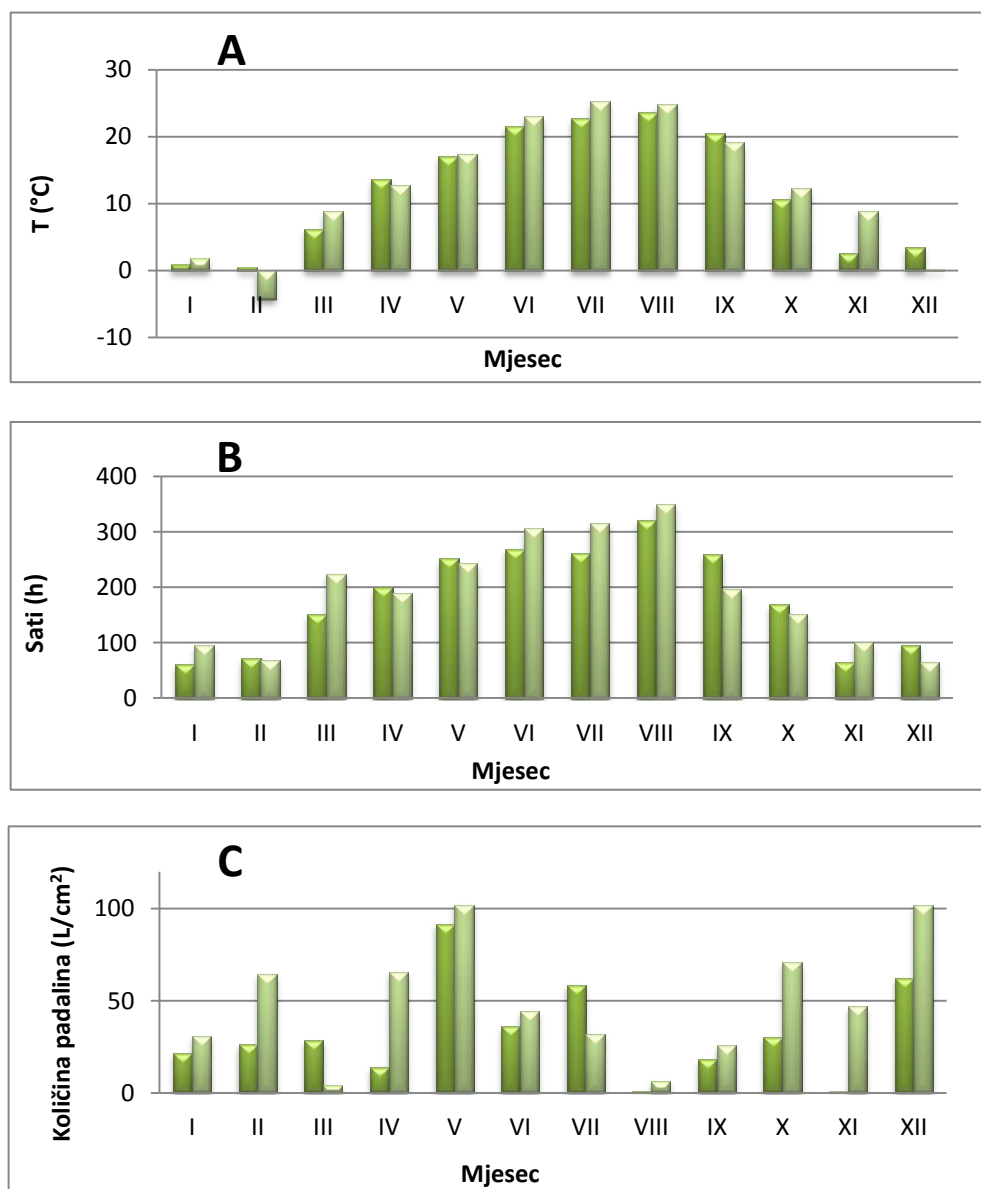 A
30
20
10
0
-10
T (°C)
I II III IV V VI VII VIII IX X XI XII
Mjesec
B
400
300
200
100
0
Sati (h)
I II III IV V VI VII VIII IX X XI XII
Mjesec
C
100
50
0
Količina padalina (L/cm²)
I II III IV V VI VII VIII IX X XI XII
Mjesec